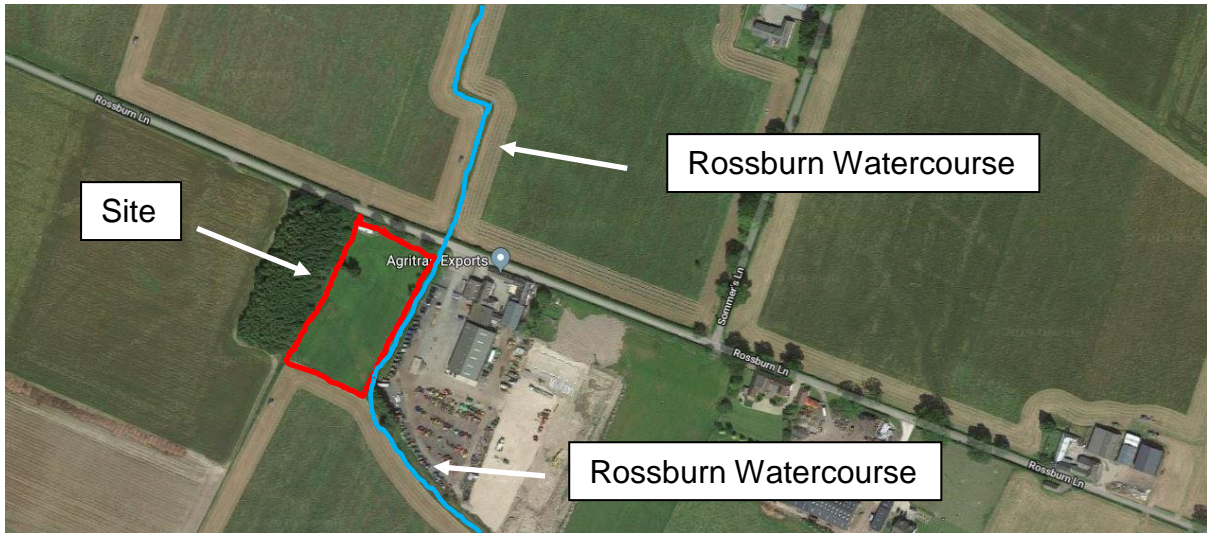 Rossburn Ln
Rossburn Watercourse
Site
Agritrac Exports
Sommer's Ln
Rossburn Ln
Rossburn Watercourse
Rossburn Ln